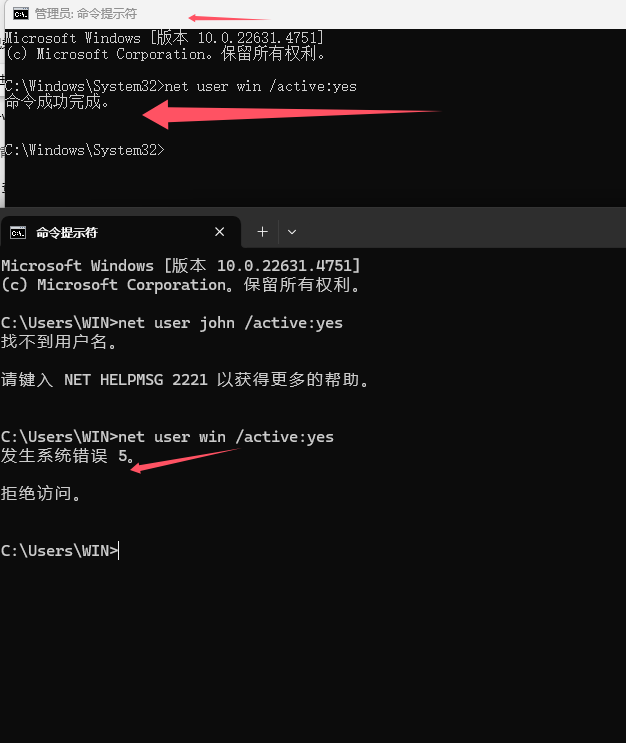 管理员: 命令提示符
Microsoft Windows [版本 10.0.22631.4751]
(c) Microsoft Corporation。保留所有权利。
C:\Windows\System32>net user win /active:yes
命令成功完成。
C:\Windows\System32>
命令提示符
Microsoft Windows [版本 10.0.22631.4751]
(c) Microsoft Corporation。保留所有权利。
C:\Users\WIN>net user john /active:yes
找不到用户名。
请键入 NET HELPMSG 2221 以获得更多的帮助。
C:\Users\WIN>net user win /active:yes
发生系统错误 5。
拒绝访问。
C:\Users\WIN>